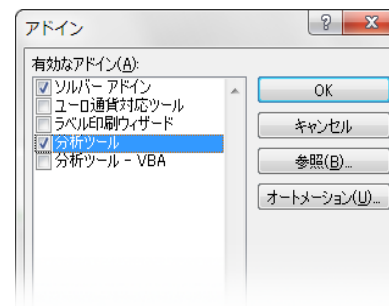 アドイン
有効なアドイン(A):
ソルバー アドイン
ユーロ通貨対応ツール
ラベル印刷ウィザード
分析ツール
分析ツール - VBA
OK
キャンセル
参照(B)...
オートメーション(U)...